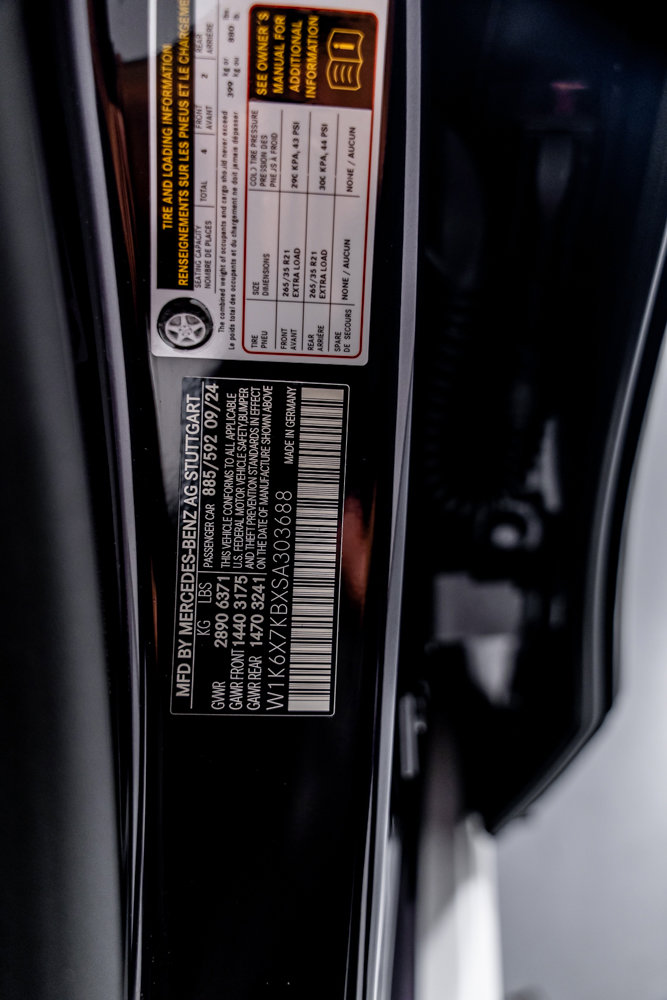 TIRE AND LOADING INFORMATION
RENSEIGNEMENTS SUR LES PNEUS ET LE CHARGEME
SEATING CAPACITY TOTAL 4 FRONT 2 REAR
NOMBRE DE PLACES AVANT ARRIÈRE
The combined weight of occupants and cargo should never exceed 399 kg or 880 lbs.
Le poids total des occupants et du chargement ne doit jamais dépasser kg ou lb.
TIRE SIZE COLD TIRE PRESSURE
PNEU DIMENSIONS PRESSION DES
PNEUS À FROID
FRONT 265/35 R21 290 KPA, 43 PSI
AVANT EXTRA LOAD
REAR 265/35 R21 300 KPA, 44 PSI
ARRIÈRE EXTRA LOAD
SPARE NONE / AUCUN NONE / AUCUN
DE SECOURS
SEE OWNER'S
MANUAL FOR
ADDITIONAL
INFORMATION
MFD BY MERCEDES-BENZ AG STUTTGART
KG LBS PASSENGER CAR 885/592 09/24
GVWR 2890 6371 THIS VEHICLE CONFORMS TO ALL APPLICABLE
GAWR FRONT 1440 3175 U.S. FEDERAL MOTOR VEHICLE SAFETY,BUMPER
GAWR REAR 1470 3241 AND THEFT PREVENTION STANDARDS IN EFFECT
ON THE DATE OF MANUFACTURE SHOWN ABOVE
W1K6X7KBXSA303688 MADE IN GERMANY